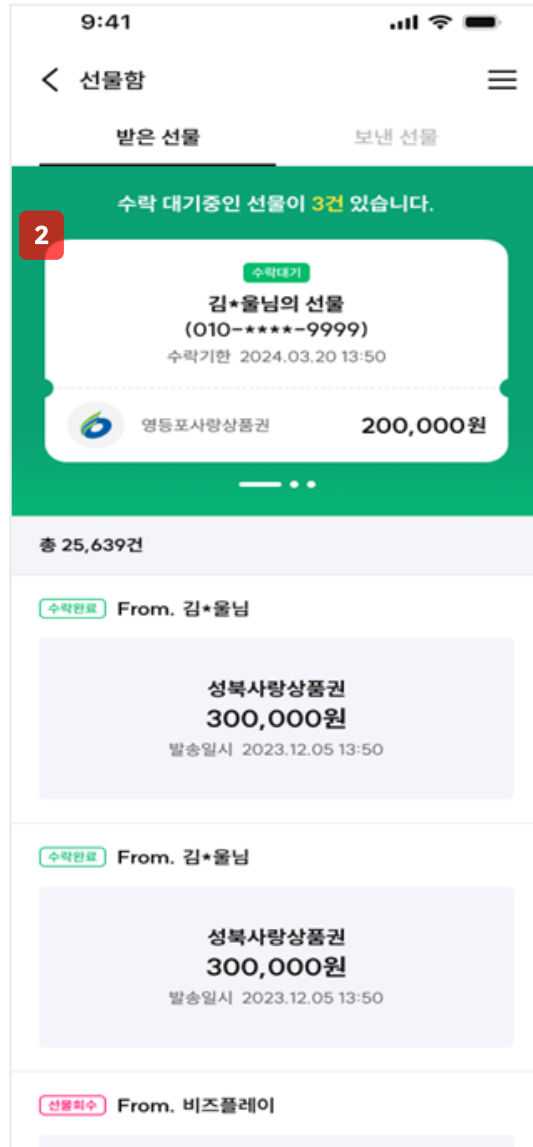 9:41
선물함
받은 선물 보낸 선물
수락 대기중인 선물이 3건 있습니다.
2
수락대기
김*울님의 선물
(010-****-9999)
수락기한 2024.03.20 13:50
영등포사랑상품권 200,000원
총 25,639건
수락완료 From. 김*울님
성북사랑상품권
300,000원
발송일시 2023.12.05 13:50
수락완료 From. 김*울님
성북사랑상품권
300,000원
발송일시 2023.12.05 13:50
선물회수 From. 비즈플레이